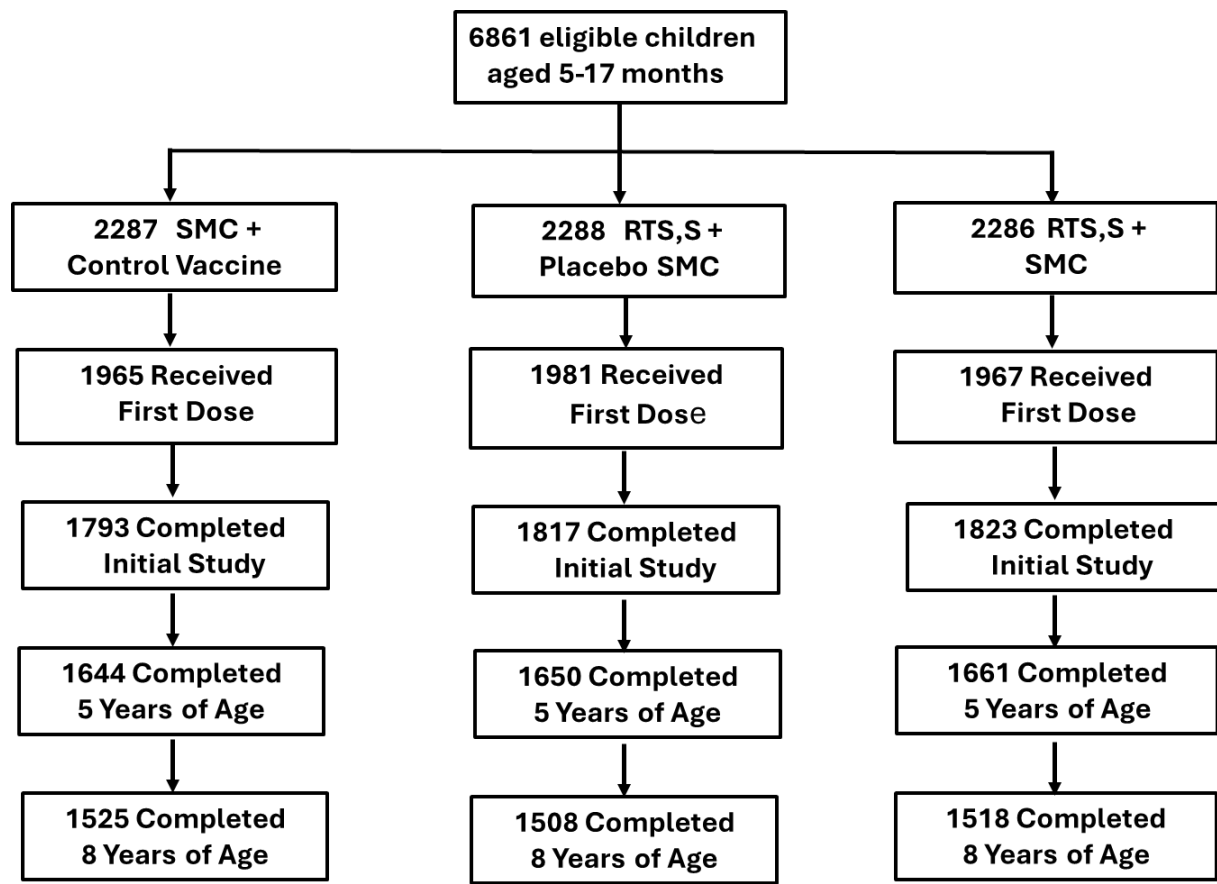 6861 eligible children
aged 5-17 months
2287 SMC +
Control Vaccine
2288 RTS,S +
Placebo SMC
2286 RTS,S +
SMC
1965 Received
First Dose
1981 Received
First Dose
1967 Received
First Dose
1793 Completed
Initial Study
1817 Completed
Initial Study
1823 Completed
Initial Study
1644 Completed
5 Years of Age
1650 Completed
5 Years of Age
1661 Completed
5 Years of Age
1525 Completed
8 Years of Age
1508 Completed
8 Years of Age
1518 Completed
8 Years of Age